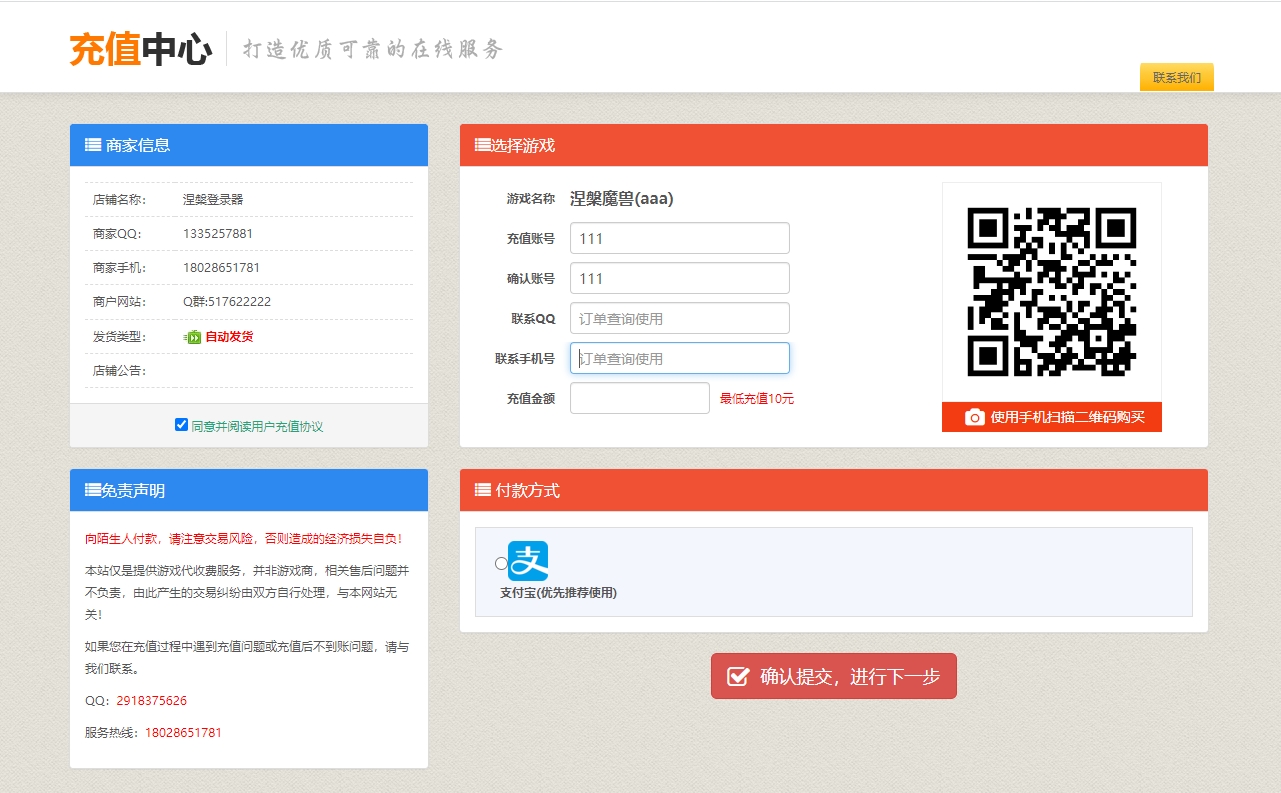 充值中心 打造优质可靠的在线服务
联系我们
商家信息
店铺名称： 涅槃登录器
商家QQ： 1335257881
商家手机： 18028651781
商户网站： Q群:517622222
发货类型： 自动发货
店铺公告：
同意并阅读用户充值协议
选择游戏
游戏名称 涅槃魔兽(aaa)
充值账号 111
确认账号 111
联系QQ 订单查询使用
联系手机号 订单查询使用
充值金额 最低充值10元
使用手机扫描二维码购买
免责声明
向陌生人付款，请注意交易风险，否则造成的经济损失自负！
本站仅是提供游戏代收费服务，并非游戏商，相关售后问题并
不负责，由此产生的交易纠纷由双方自行处理，与本网站无
关！
如果您在充值过程中遇到充值问题或充值后不到账问题，请与
我们联系。
QQ：2918375626
服务热线：18028651781
付款方式
支
支付宝(优先推荐使用)
确认提交，进行下一步